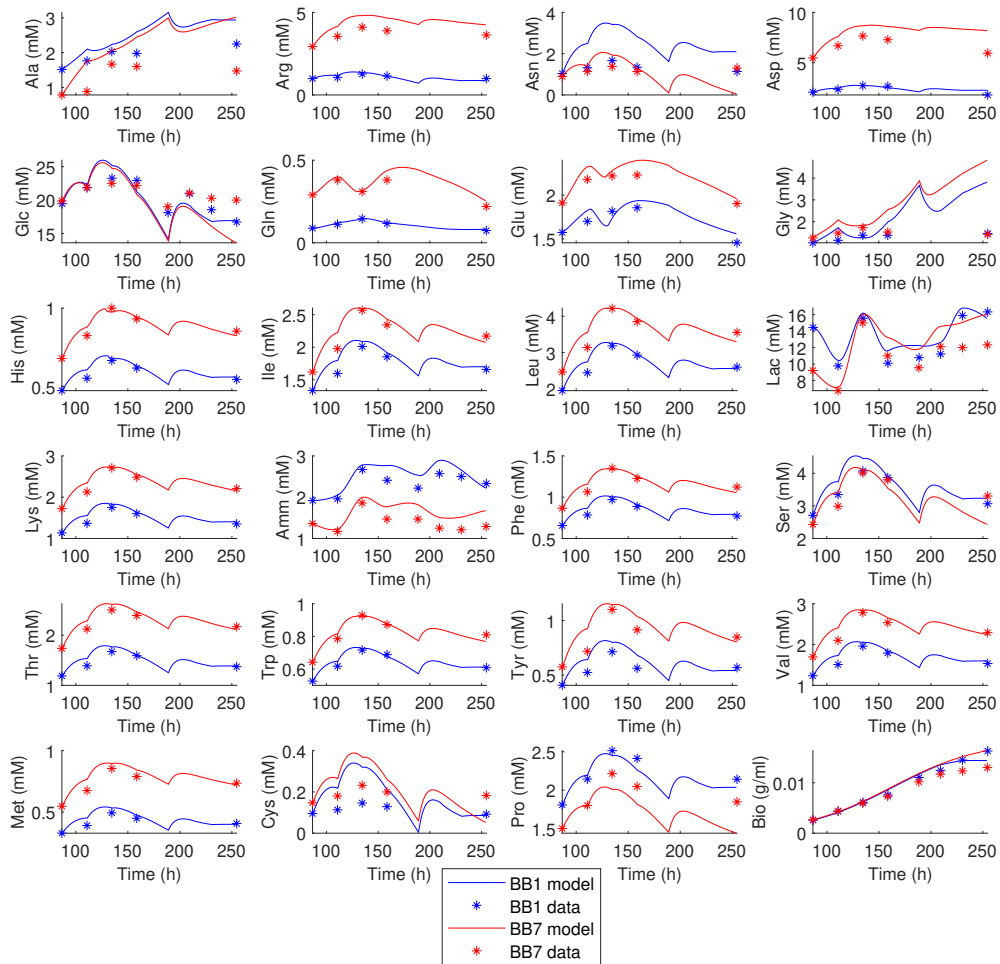 3
2
1
Ala (mM)
100 150 200 250
Time (h)
5
0
Arg (mM)
100 150 200 250
Time (h)
4
2
0
Asn (mM)
100 150 200 250
Time (h)
10
5
Asp (mM)
100 150 200 250
Time (h)
25
20
15
Glc (mM)
100 150 200 250
Time (h)
0.5
0
Gln (mM)
100 150 200 250
Time (h)
2
1.5
Glu (mM)
100 150 200 250
Time (h)
4
3
2
Gly (mM)
100 150 200 250
Time (h)
1
0.5
His (mM)
100 150 200 250
Time (h)
2.5
2
1.5
Ile (mM)
100 150 200 250
Time (h)
4
3
2
Leu (mM)
100 150 200 250
Time (h)
16
14
12
10
8
Lac (mM)
100 150 200 250
Time (h)
3
2
1
Lys (mM)
100 150 200 250
Time (h)
3
2
1
Amm (mM)
100 150 200 250
Time (h)
1.5
1
0.5
Phe (mM)
100 150 200 250
Time (h)
4
3
2
Ser (mM)
100 150 200 250
Time (h)
2
1
Thr (mM)
100 150 200 250
Time (h)
1
0.8
0.6
Trp (mM)
100 150 200 250
Time (h)
1
0.5
Tyr (mM)
100 150 200 250
Time (h)
3
2
1
Val (mM)
100 150 200 250
Time (h)
1
0.5
Met (mM)
100 150 200 250
Time (h)
0.4
0.2
0
Cys (mM)
100 150 200 250
Time (h)
2.5
2
1.5
Pro (mM)
100 150 200 250
Time (h)
0.01
0
Bio (g/ml)
100 150 200 250
Time (h)
BB1 model
BB1 data
BB7 model
BB7 data